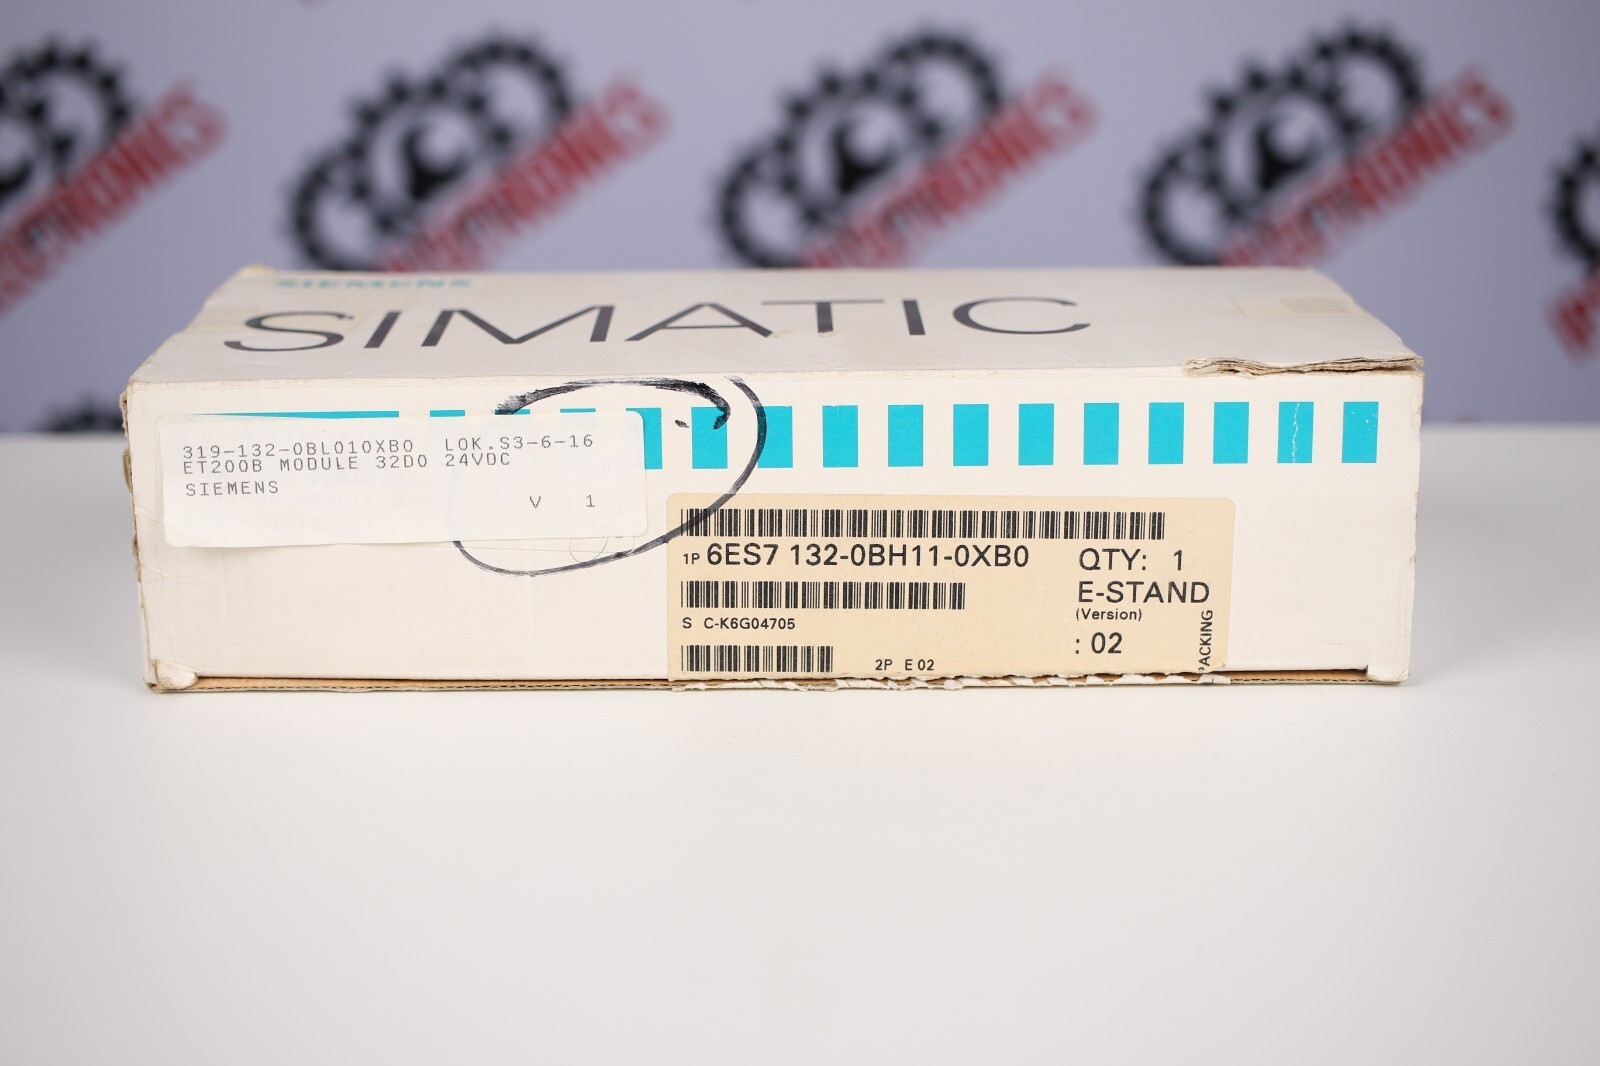 SIEMENS
SIMATIC
319-132-0BL010XB0 LOK.S3-6-16
ET200B MODULE 32DO 24VDC
SIEMENS
V 1
1P 6ES7 132-0BH11-0XB0
QTY: 1
E-STAND
(Version)
: 02
S C-K6G04705
2P E 02
PACKING